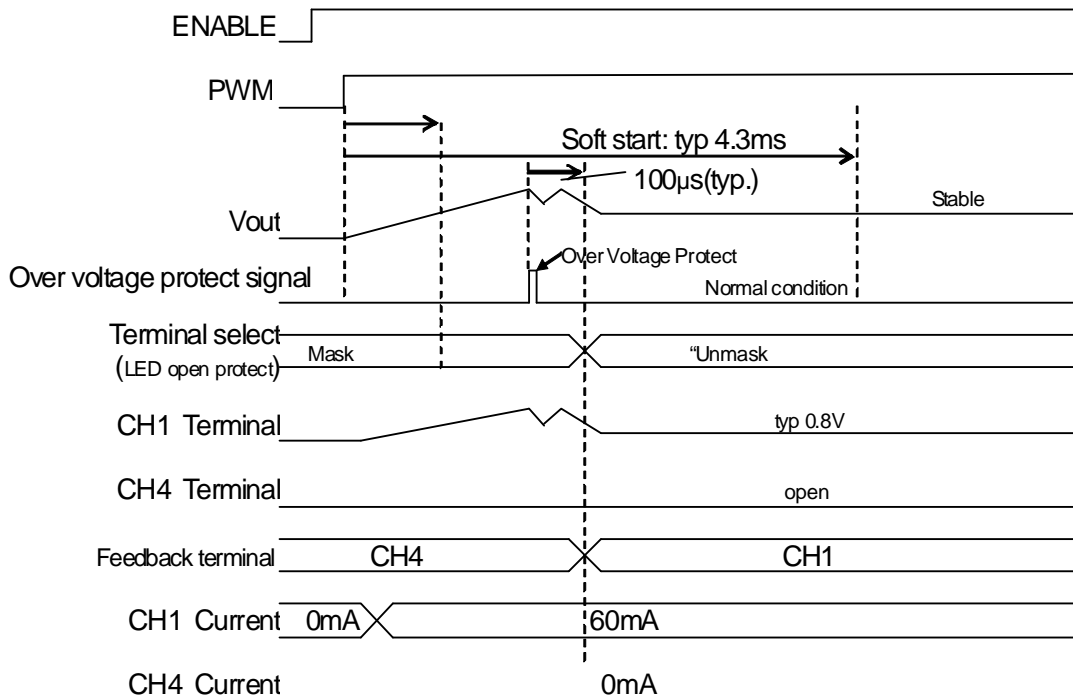 ENABLE
PWM
Soft start: typ 4.3ms
100µs(typ.)
Vout
Stable
Over Voltage Protect
Over voltage protect signal
Normal condition
Terminal select
(LED open protect)
Mask
“Unmask
CH1 Terminal
typ 0.8V
CH4 Terminal
open
Feedback terminal
CH4
CH1
CH1 Current
0mA
60mA
CH4 Current
0mA